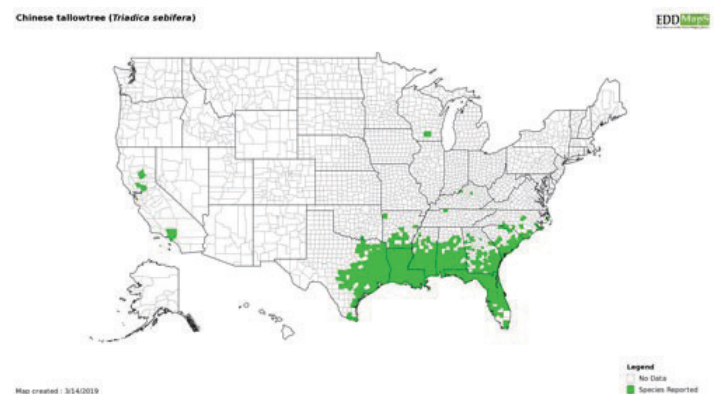 Chinese tallowtree (Triadica sebifera)
EDDMapS
Legend
No Data
Species Reported
Map created : 3/14/2019